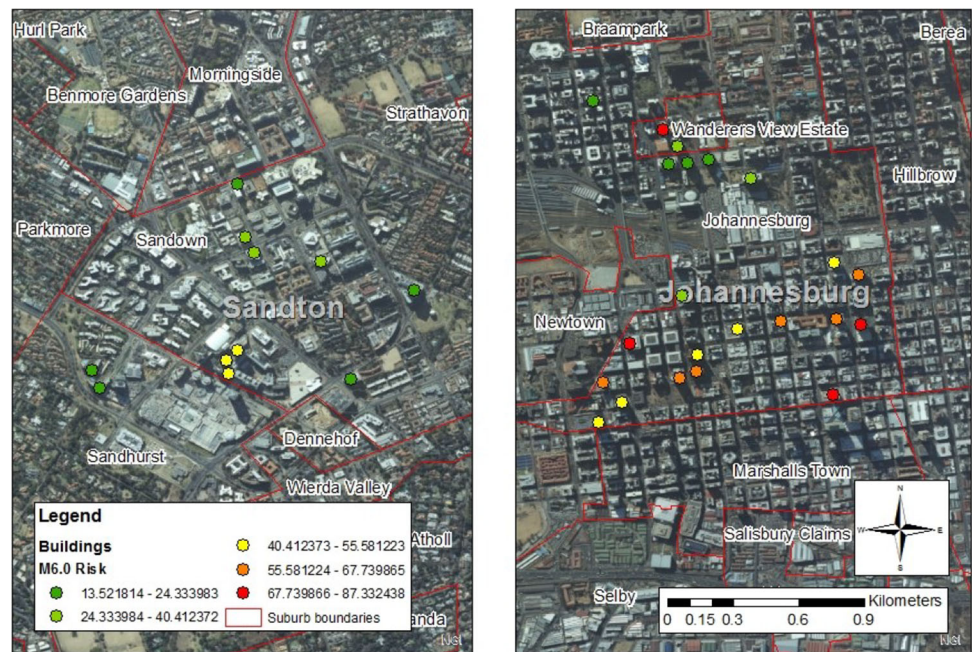 Hurl Park
Morningside
Benmore Gardens
Strathavon
Parkmore
Sandown
Sandton
Dennehof
Sandhurst
Wierda Valley
Atholl
anda
Legend
Buildings
M6.0 Risk
13.521814 - 24.333983
24.333984 - 40.412372
40.412373 - 55.581223
55.581224 - 67.739865
67.739866 - 87.332438
Suburb boundaries
NGI
Braampark
Berea
Wanderers View Estate
Hillbrow
Johannesburg
Johannesburg
Newtown
Marshalls Town
Salisbury Claims
Selby
N
W
E
S
Kilometers
0 0.15 0.3 0.6 0.9
NGI